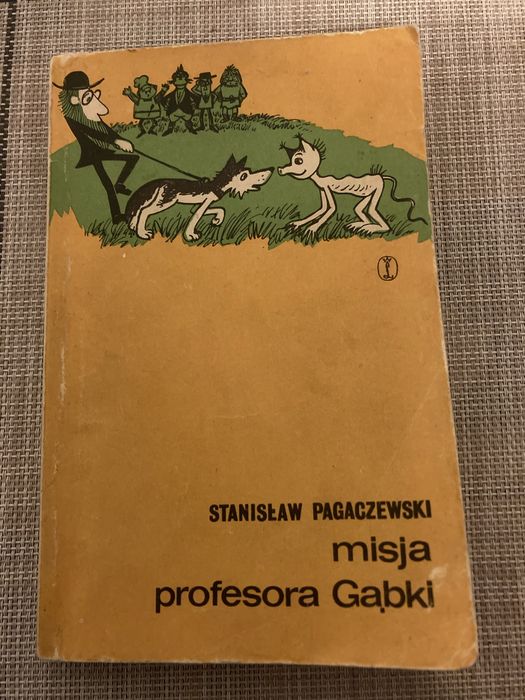 STANISŁAW PAGACZEWSKI
misja
profesora Gąbki